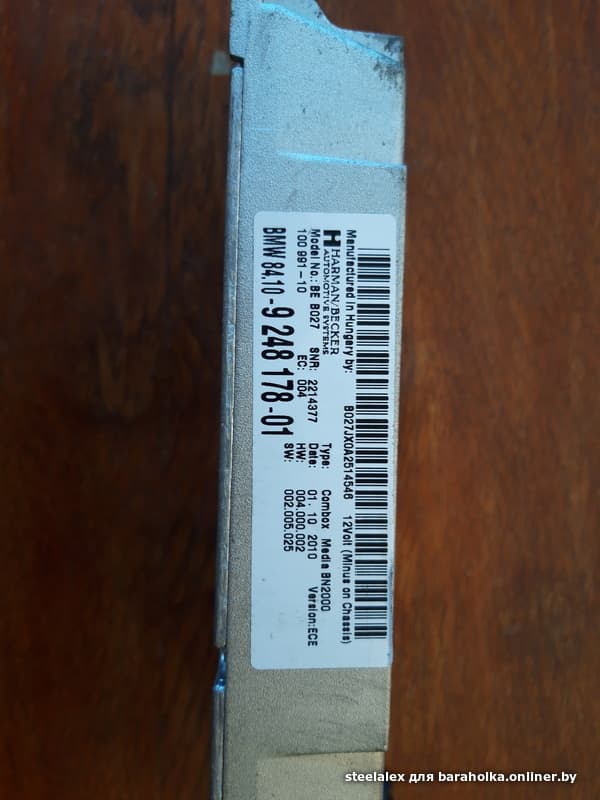 Manufactured in Hungary by: B027JX0A2514546 12Volt (Minus on Chassis)
HARMAN/BECKER
AUTOMOTIVE SYSTEMS
Model No.: BE B027 SNR: 2214377
100 991-10 EC: 004
Type: Combox Media BN2000
Date: 01. 10 2010 Version:ECE
HW: 004.000.002
SW: 002.005.025
BMW 84.10-9 248 178-01
steelalex для baraholka.onliner.by